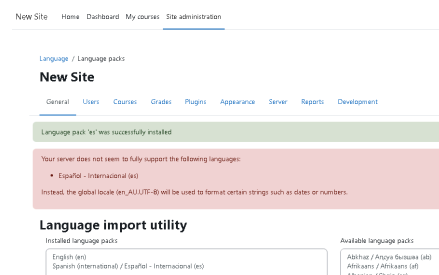 New Site Home Dashboard My courses Site administration
Language / Language packs
New Site
General Users Courses Grades Plugins Appearance Server Reports Development
Language pack 'es' was successfully installed
Your server does not seem to fully support the following languages:
• Español - Internacional (es)
Instead, the global locale (en_AU.UTF-8) will be used to format certain strings such as dates or numbers.
Language import utility
Installed language packs Available language packs
English (en)
Spanish (international) / Español - Internacional (es)
Abkhaz / Аҧсуа бызшәа (ab)
Afrikaans / Afrikaans (af)